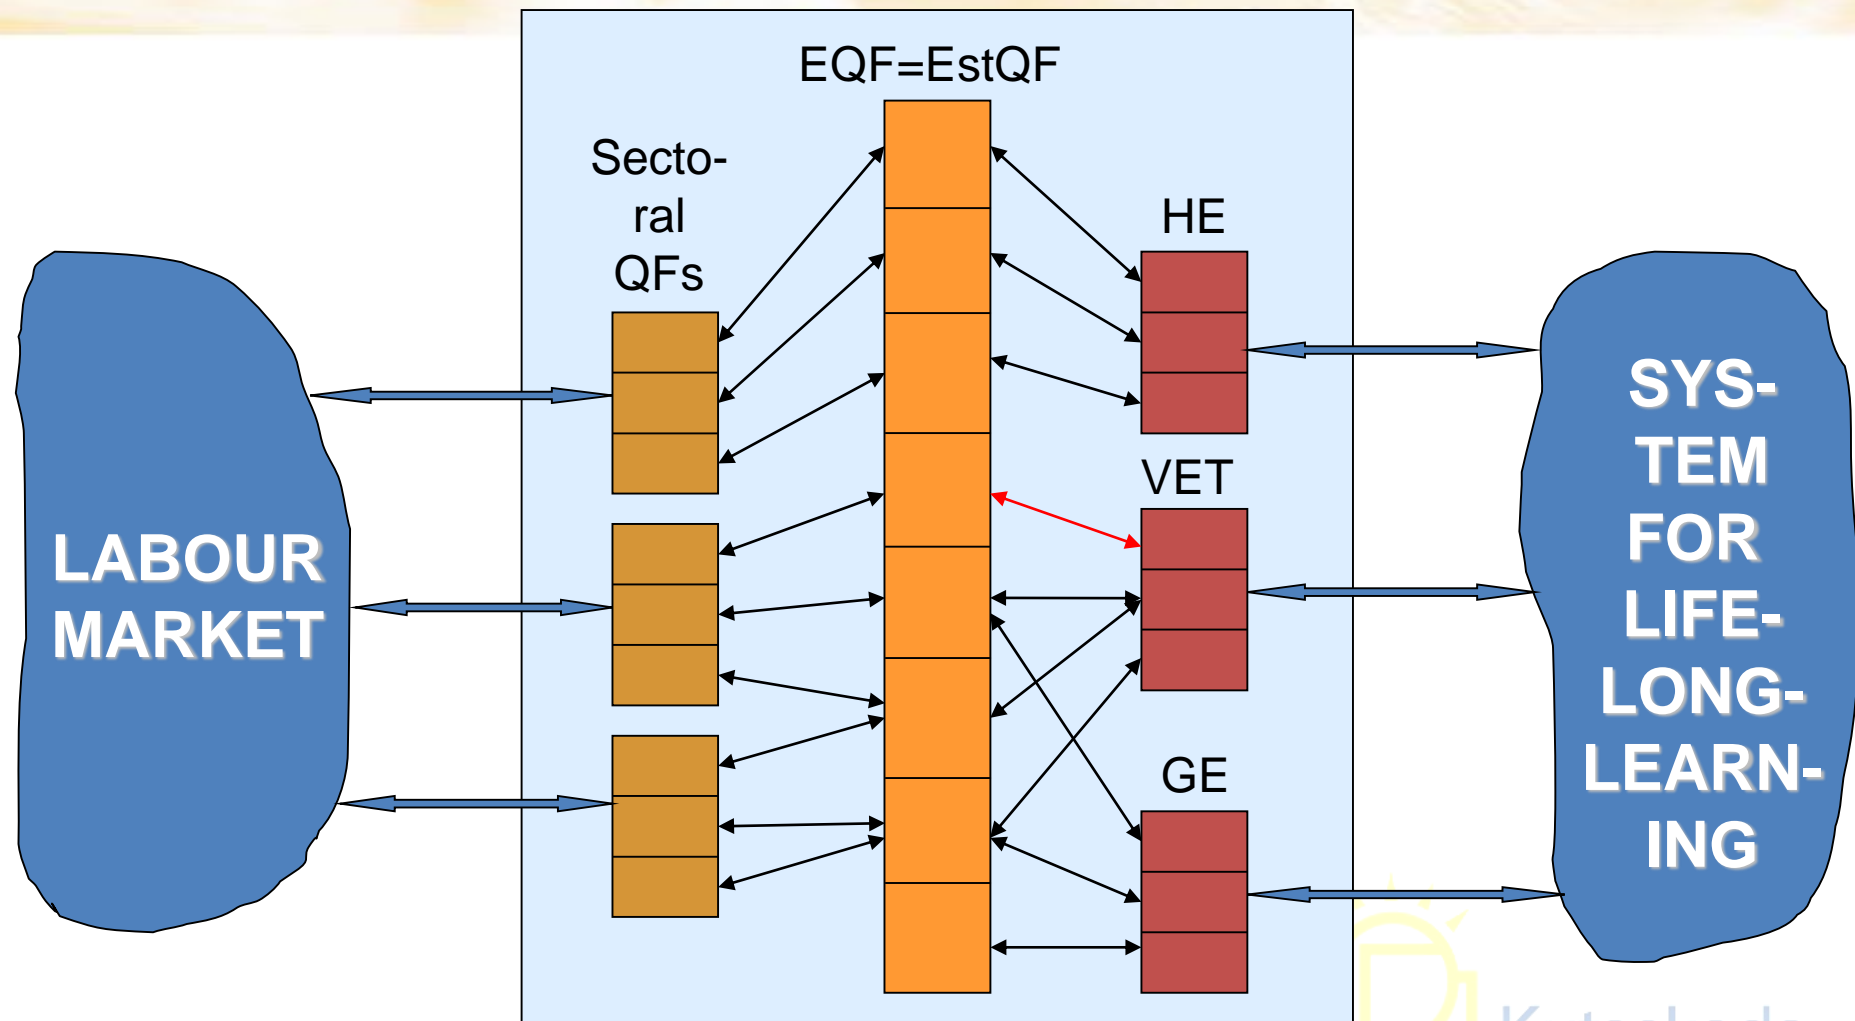 EQF=EstQF
Secto-
ral
QFs
HE
VET
GE
LABOUR
MARKET
SYS-
TEM
FOR
LIFE-
LONG-
LEARN-
ING